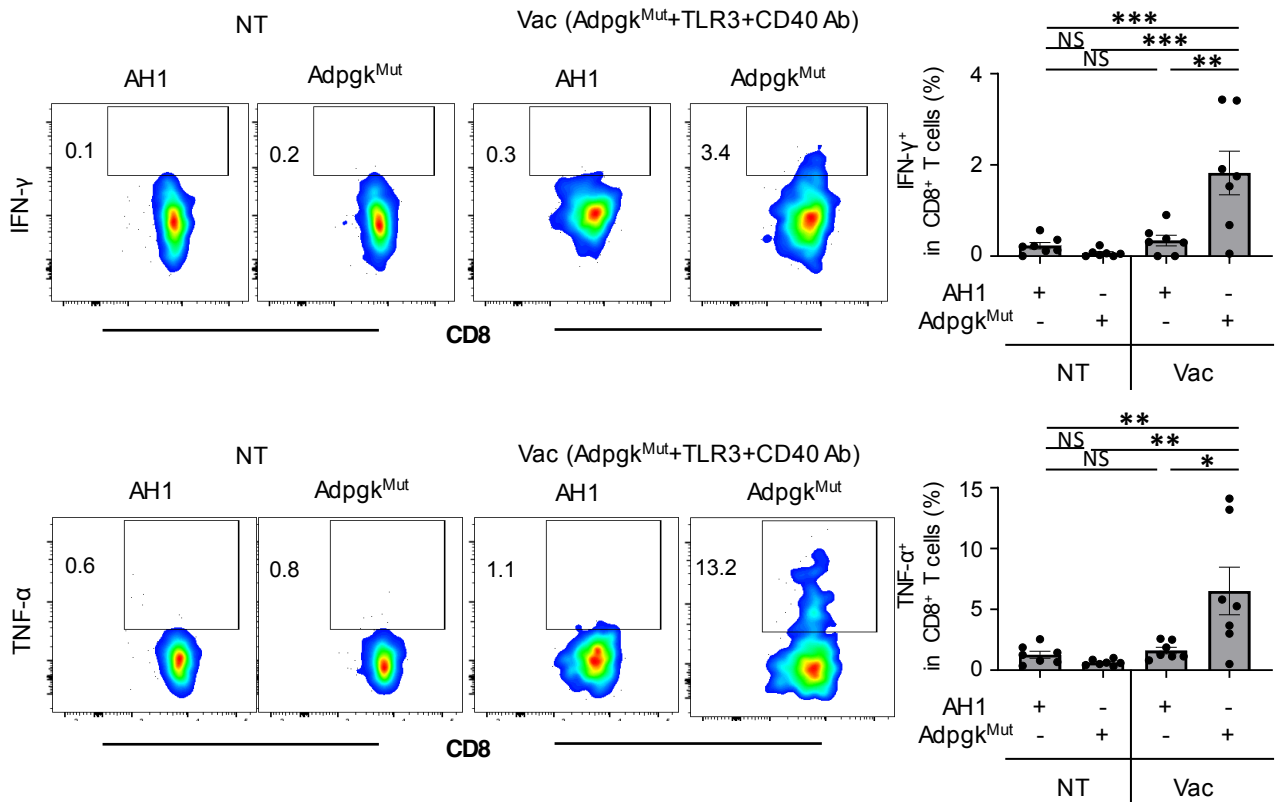 NT
Vac (Adpgk^Mut+TLR3+CD40 Ab)
AH1
Adpgk^Mut
AH1
Adpgk^Mut
0.1
0.2
0.3
3.4
IFN-γ
CD8
***
NS
***
NS
**
IFN-γ⁺
in CD8⁺ T cells (%)
4
2
0
AH1 + - + -
Adpgk^Mut - + - +
NT Vac
NT
Vac (Adpgk^Mut+TLR3+CD40 Ab)
AH1
Adpgk^Mut
AH1
Adpgk^Mut
0.6
0.8
1.1
13.2
TNF-α
CD8
**
NS
**
NS
*
TNF-α⁺
in CD8⁺ T cells (%)
15
10
5
0
AH1 + - + -
Adpgk^Mut - + - +
NT Vac